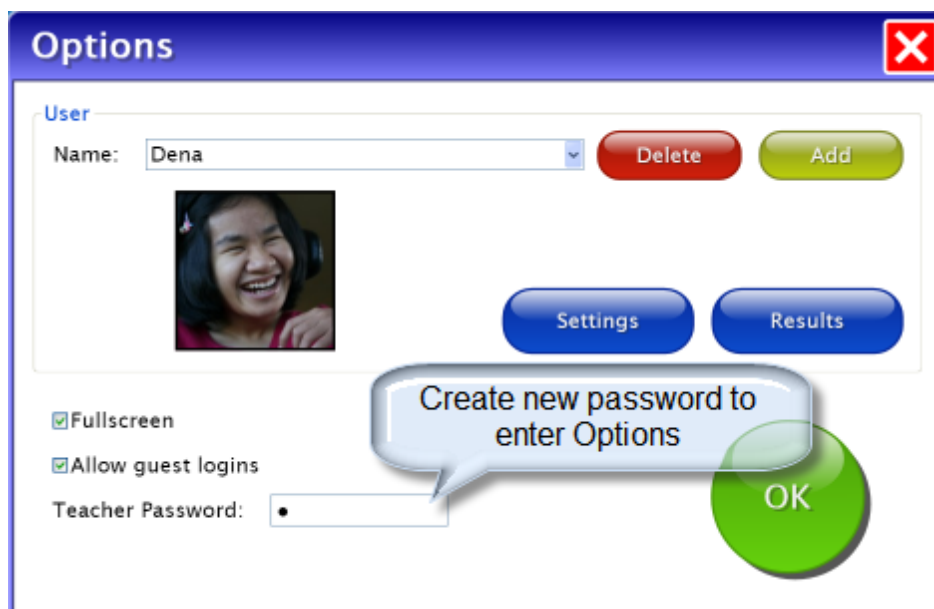 Options
User
Name: Dena Delete Add
Settings Results
Create new password to
enter Options
Fullscreen
Allow guest logins
Teacher Password: ●
OK